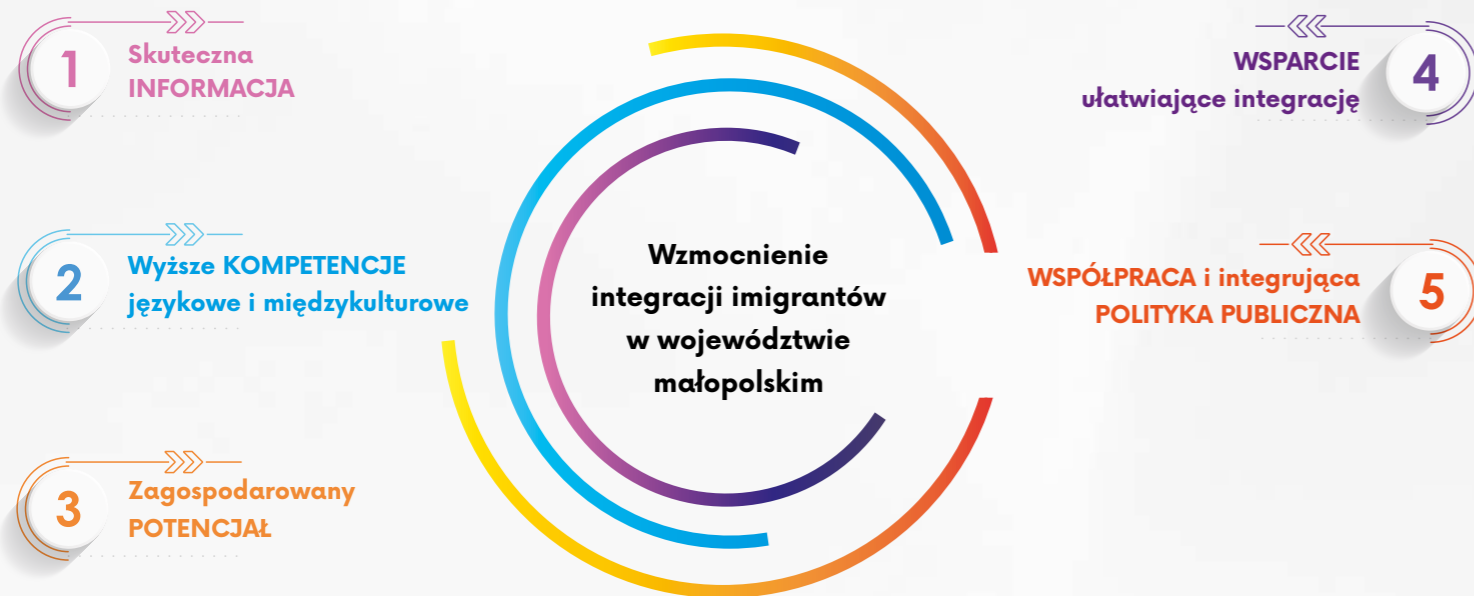 1
Skuteczna
INFORMACJA
2
Wyższe KOMPETENCJE
językowe i międzykulturowe
3
Zagospodarowany
POTENCJAŁ
Wzmocnienie
integracji imigrantów
w województwie
małopolskim
4
WSPARCIE
ułatwiające integrację
5
WSPÓŁPRACA i integrująca
POLITYKA PUBLICZNA